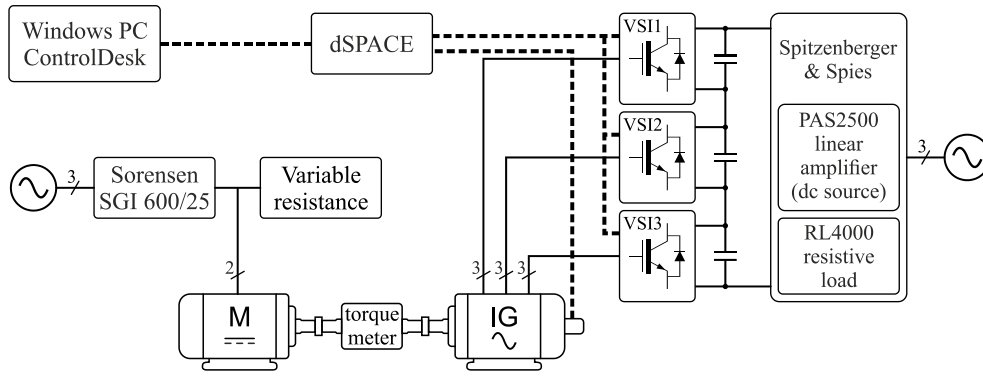 Windows PC
ControlDesk
dSPACE
VSI1
Spitzenberger
& Spies
PAS2500
linear
amplifier
(dc source)
3
VSI2
3
Sorensen
SGI 600/25
Variable
resistance
VSI3
RL4000
resistive
load
2
3
3
3
M
torque
meter
IG